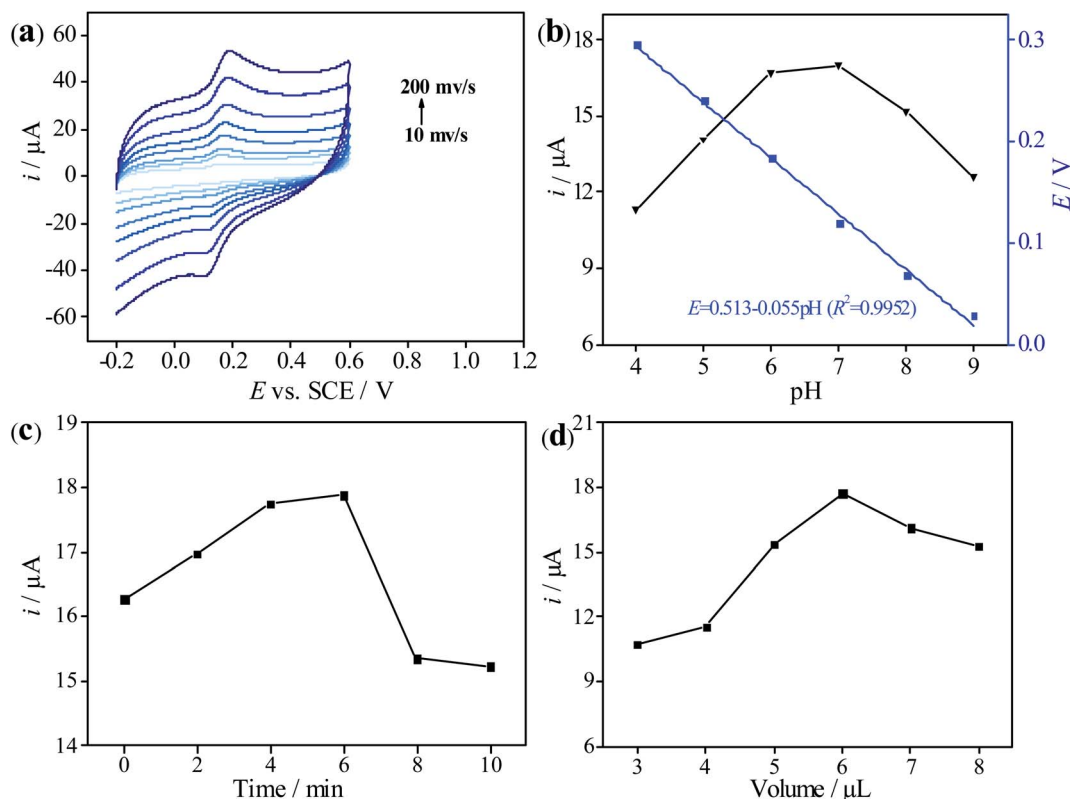 (a)
60
40
20
0
-20
-40
-60
i / μA
200 mv/s
10 mv/s
-0.2 0.0 0.2 0.4 0.6 0.8 1.0 1.2
E vs. SCE / V
(b)
18
15
12
9
6
i / μA
0.3
0.2
0.1
0.0
E / V
E=0.513-0.055pH (R²=0.9952)
4 5 6 7 8 9
pH
(c)
19
18
17
16
15
14
i / μA
0 2 4 6 8 10
Time / min
(d)
21
18
15
12
9
6
i / μA
3 4 5 6 7 8
Volume / μL